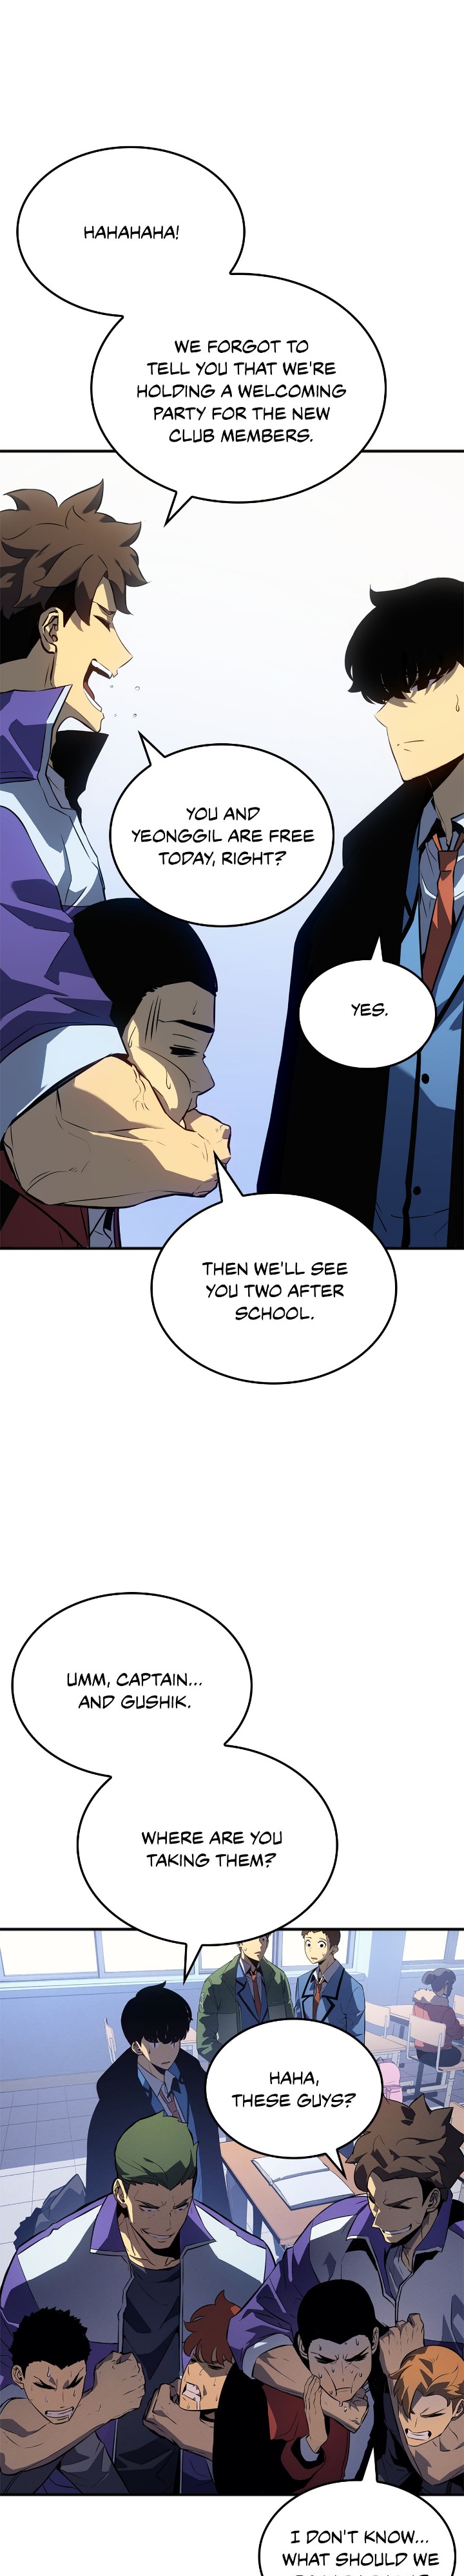 HAHAHAHA!
WE FORGOT TO
TELL YOU THAT WE'RE
HOLDING A WELCOMING
PARTY FOR THE NEW
CLUB MEMBERS.
YOU AND
YEONGGIL ARE FREE
TODAY, RIGHT?
YES.
THEN WE'LL SEE
YOU TWO AFTER
SCHOOL.
UMM, CAPTAIN...
AND GUSHIK.
WHERE ARE YOU
TAKING THEM?
HAHA,
THESE GUYS?
I DON'T KNOW...
WHAT SHOULD WE